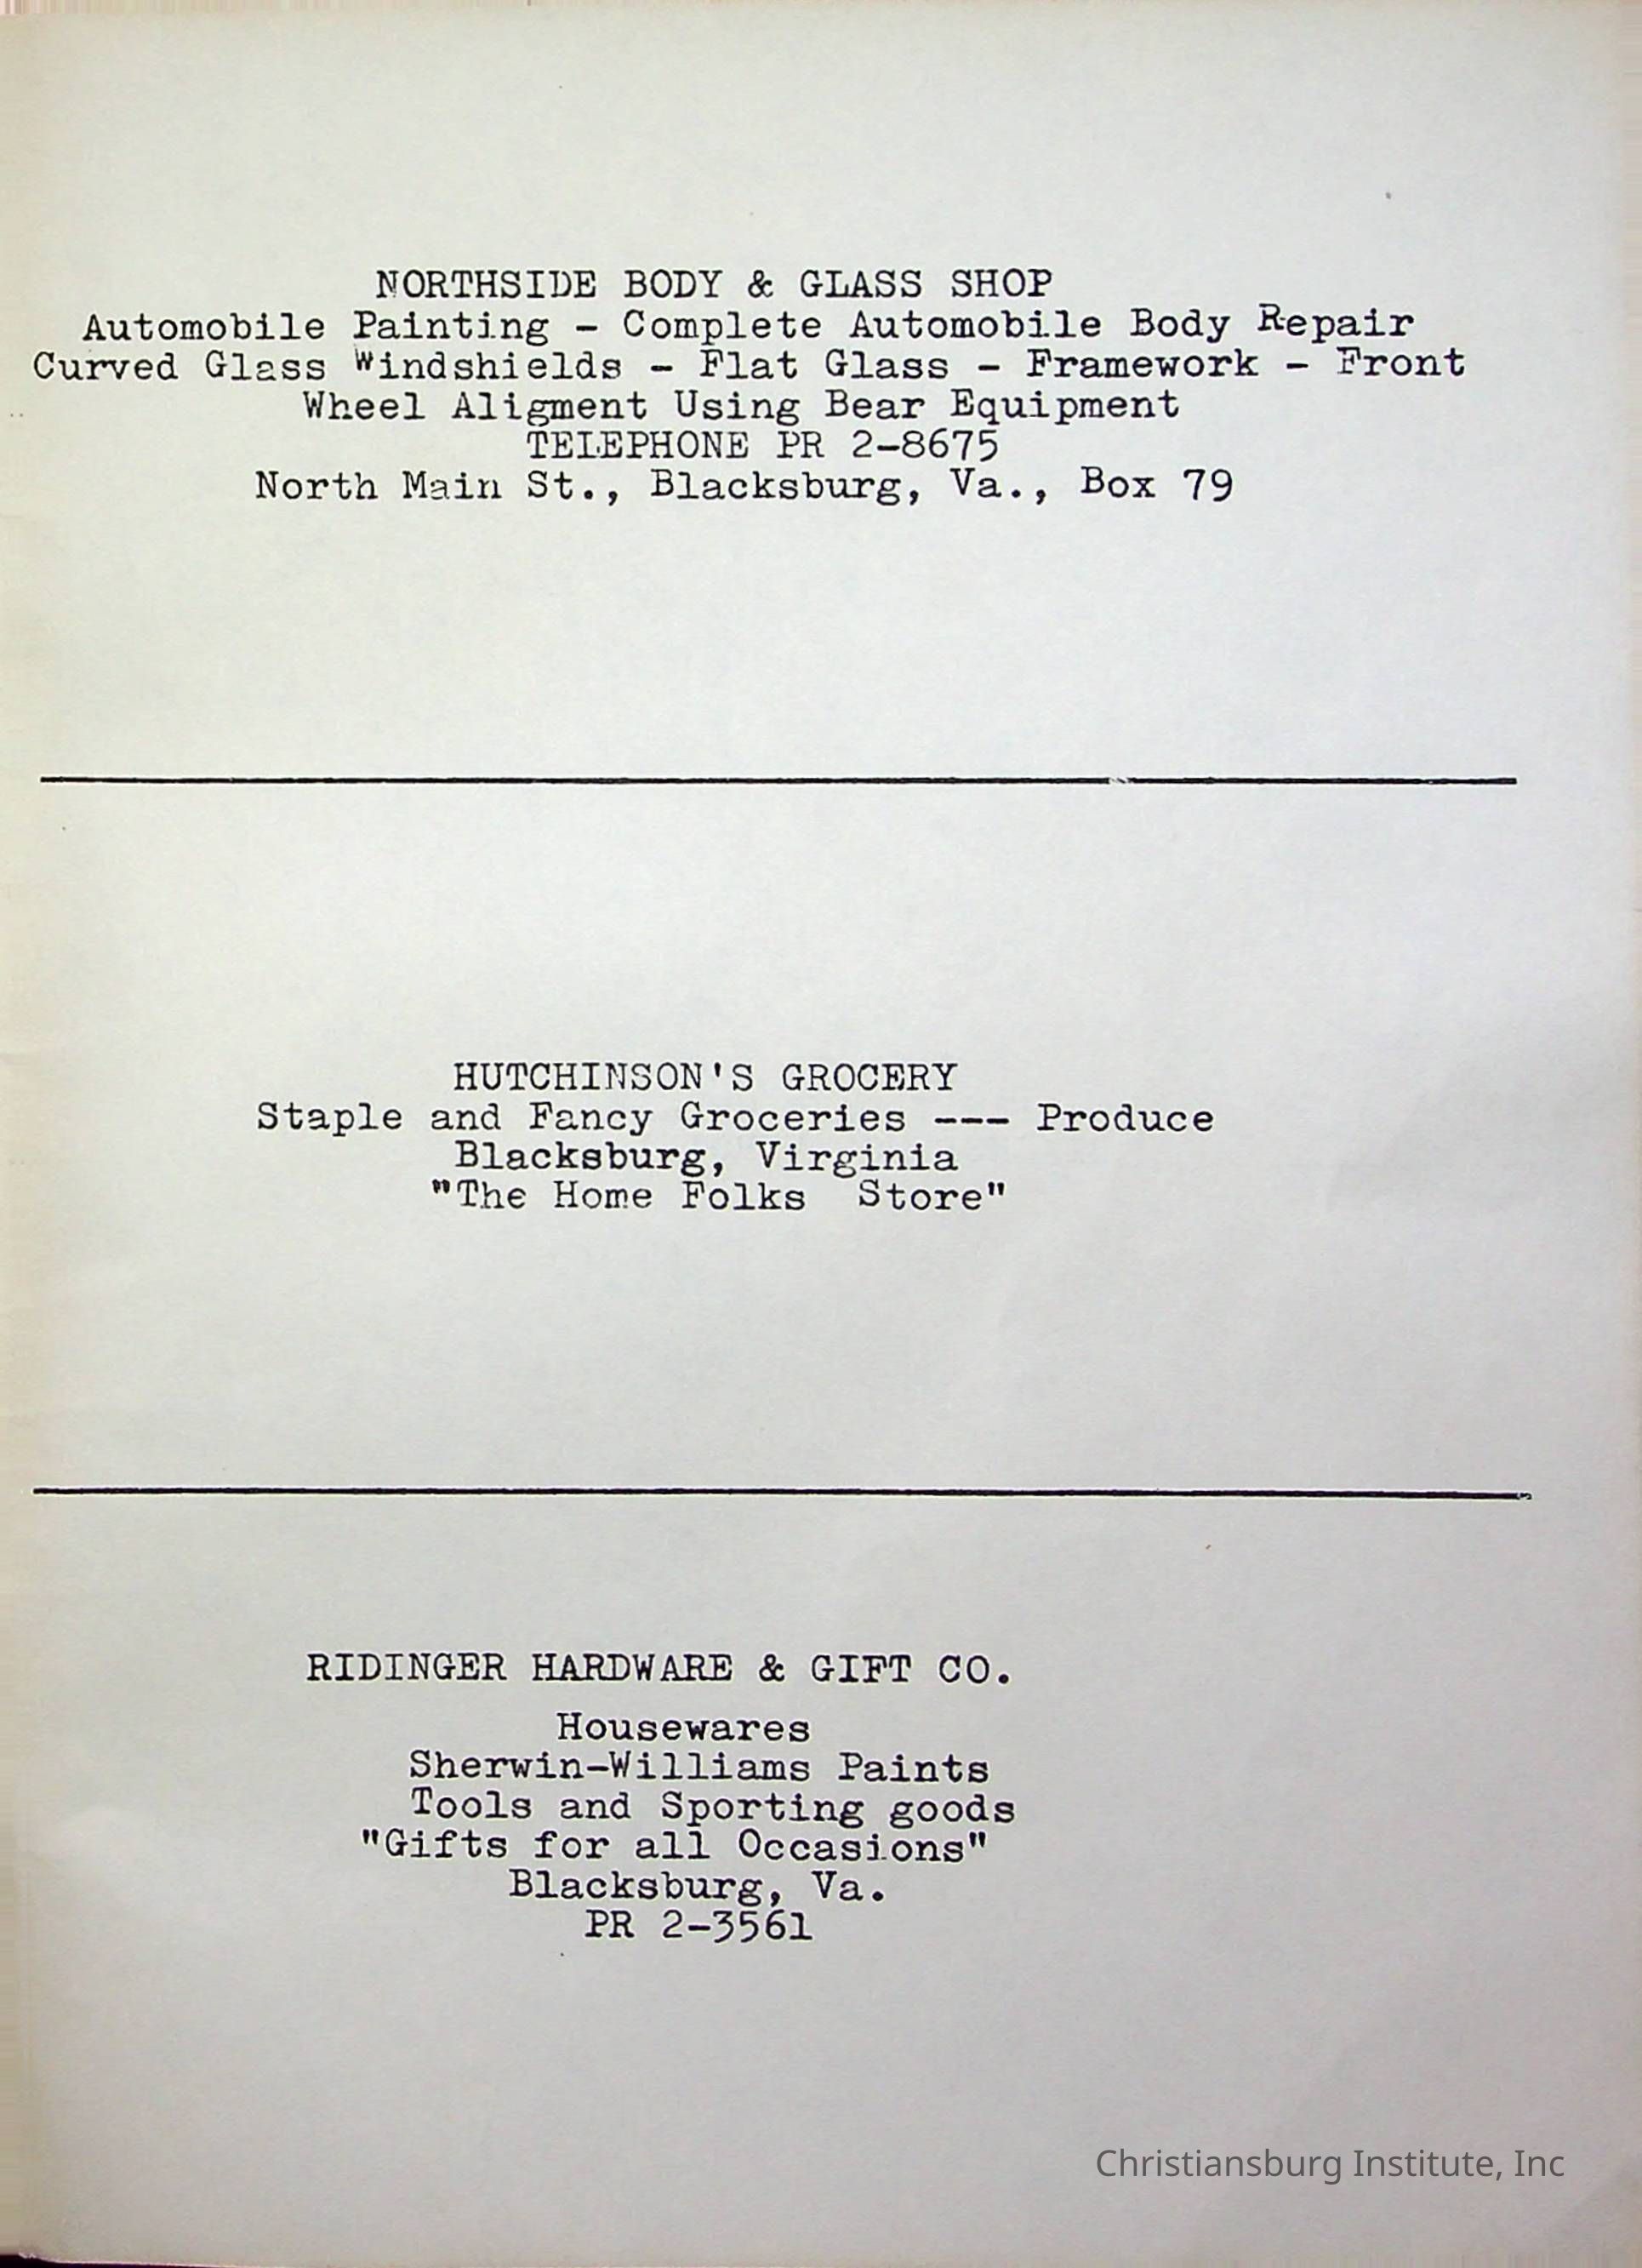 NORTHSIDE BODY & GLASS SHOP
Automobile Painting - Complete Automobile Body Repair
Curved Glass Windshields - Flat Glass - Framework - Front
Wheel Aligment Using Bear Equipment
TELEPHONE PR 2-8675
North Main St., Blacksburg, Va., Box 79
HUTCHINSON'S GROCERY
Staple and Fancy Groceries --- Produce
Blacksburg, Virginia
"The Home Folks Store"
RIDINGER HARDWARE & GIFT CO.
Housewares
Sherwin-Williams Paints
Tools and Sporting goods
"Gifts for all Occasions"
Blacksburg, Va.
PR 2-3561
Christiansburg Institute, Inc